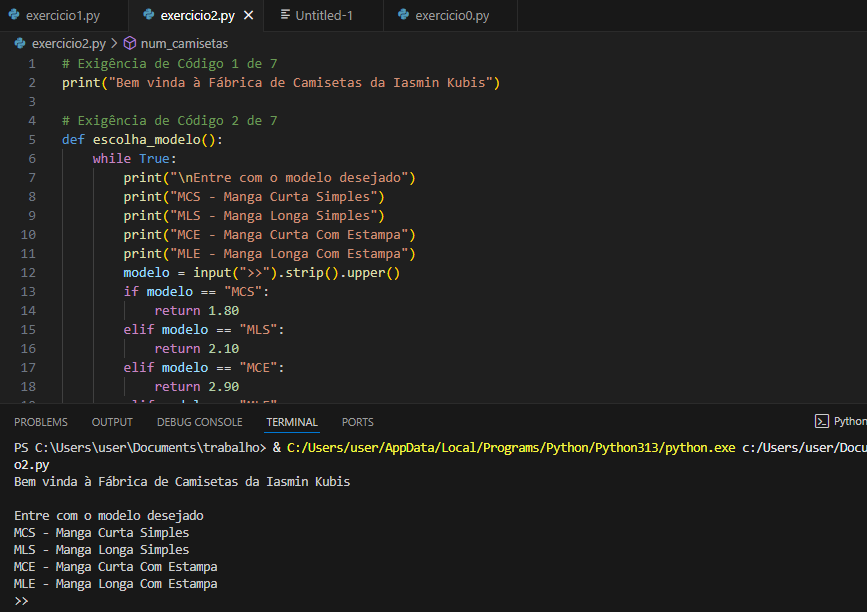 exercicio1.py exercicio2.py Untitled-1 exercicio0.py
exercicio2.py > num_camisetas
1 # Exigência de Código 1 de 7
2 print("Bem vinda à Fábrica de Camisetas da Iasmin Kubis")
3
4 # Exigência de Código 2 de 7
5 def escolha_modelo():
6 while True:
7 print("\nEntre com o modelo desejado")
8 print("MCS - Manga Curta Simples")
9 print("MLS - Manga Longa Simples")
10 print("MCE - Manga Curta Com Estampa")
11 print("MLE - Manga Longa Com Estampa")
12 modelo = input(">>").strip().upper()
13 if modelo == "MCS":
14 return 1.80
15 elif modelo == "MLS":
16 return 2.10
17 elif modelo == "MCE":
18 return 2.90
PROBLEMS OUTPUT DEBUG CONSOLE TERMINAL PORTS Python
PS C:\Users\user\Documents\trabalho> & C:/Users/user/AppData/Local/Programs/Python/Python313/python.exe c:/Users/user/Docu
o2.py
Bem vinda à Fábrica de Camisetas da Iasmin Kubis
Entre com o modelo desejado
MCS - Manga Curta Simples
MLS - Manga Longa Simples
MCE - Manga Curta Com Estampa
MLE - Manga Longa Com Estampa
>>